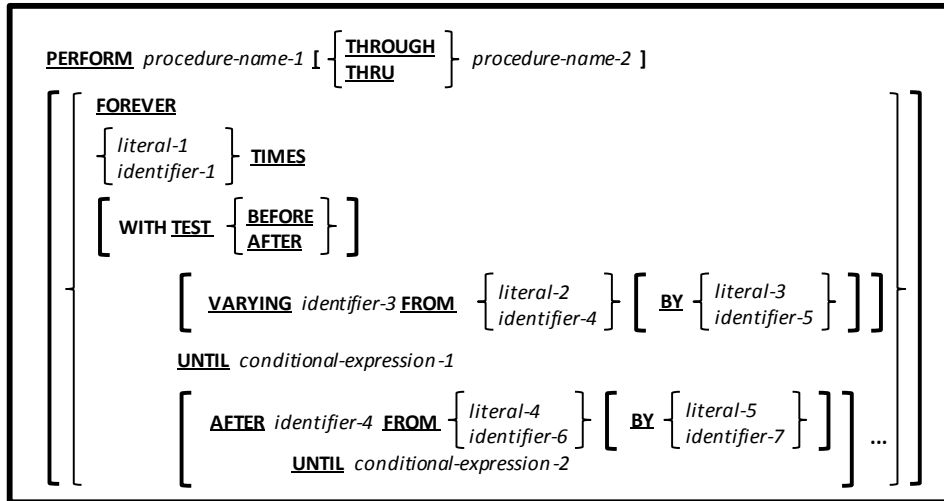 PERFORM procedure-name-1 [ THROUGH
THRU procedure-name-2 ]
FOREVER
literal-1
identifier-1 TIMES
WITH TEST BEFORE
AFTER
VARYING identifier-3 FROM literal-2
identifier-4 BY literal-3
identifier-5
UNTIL conditional-expression-1
AFTER identifier-4 FROM literal-4
identifier-6 BY literal-5
identifier-7 ...
UNTIL conditional-expression-2